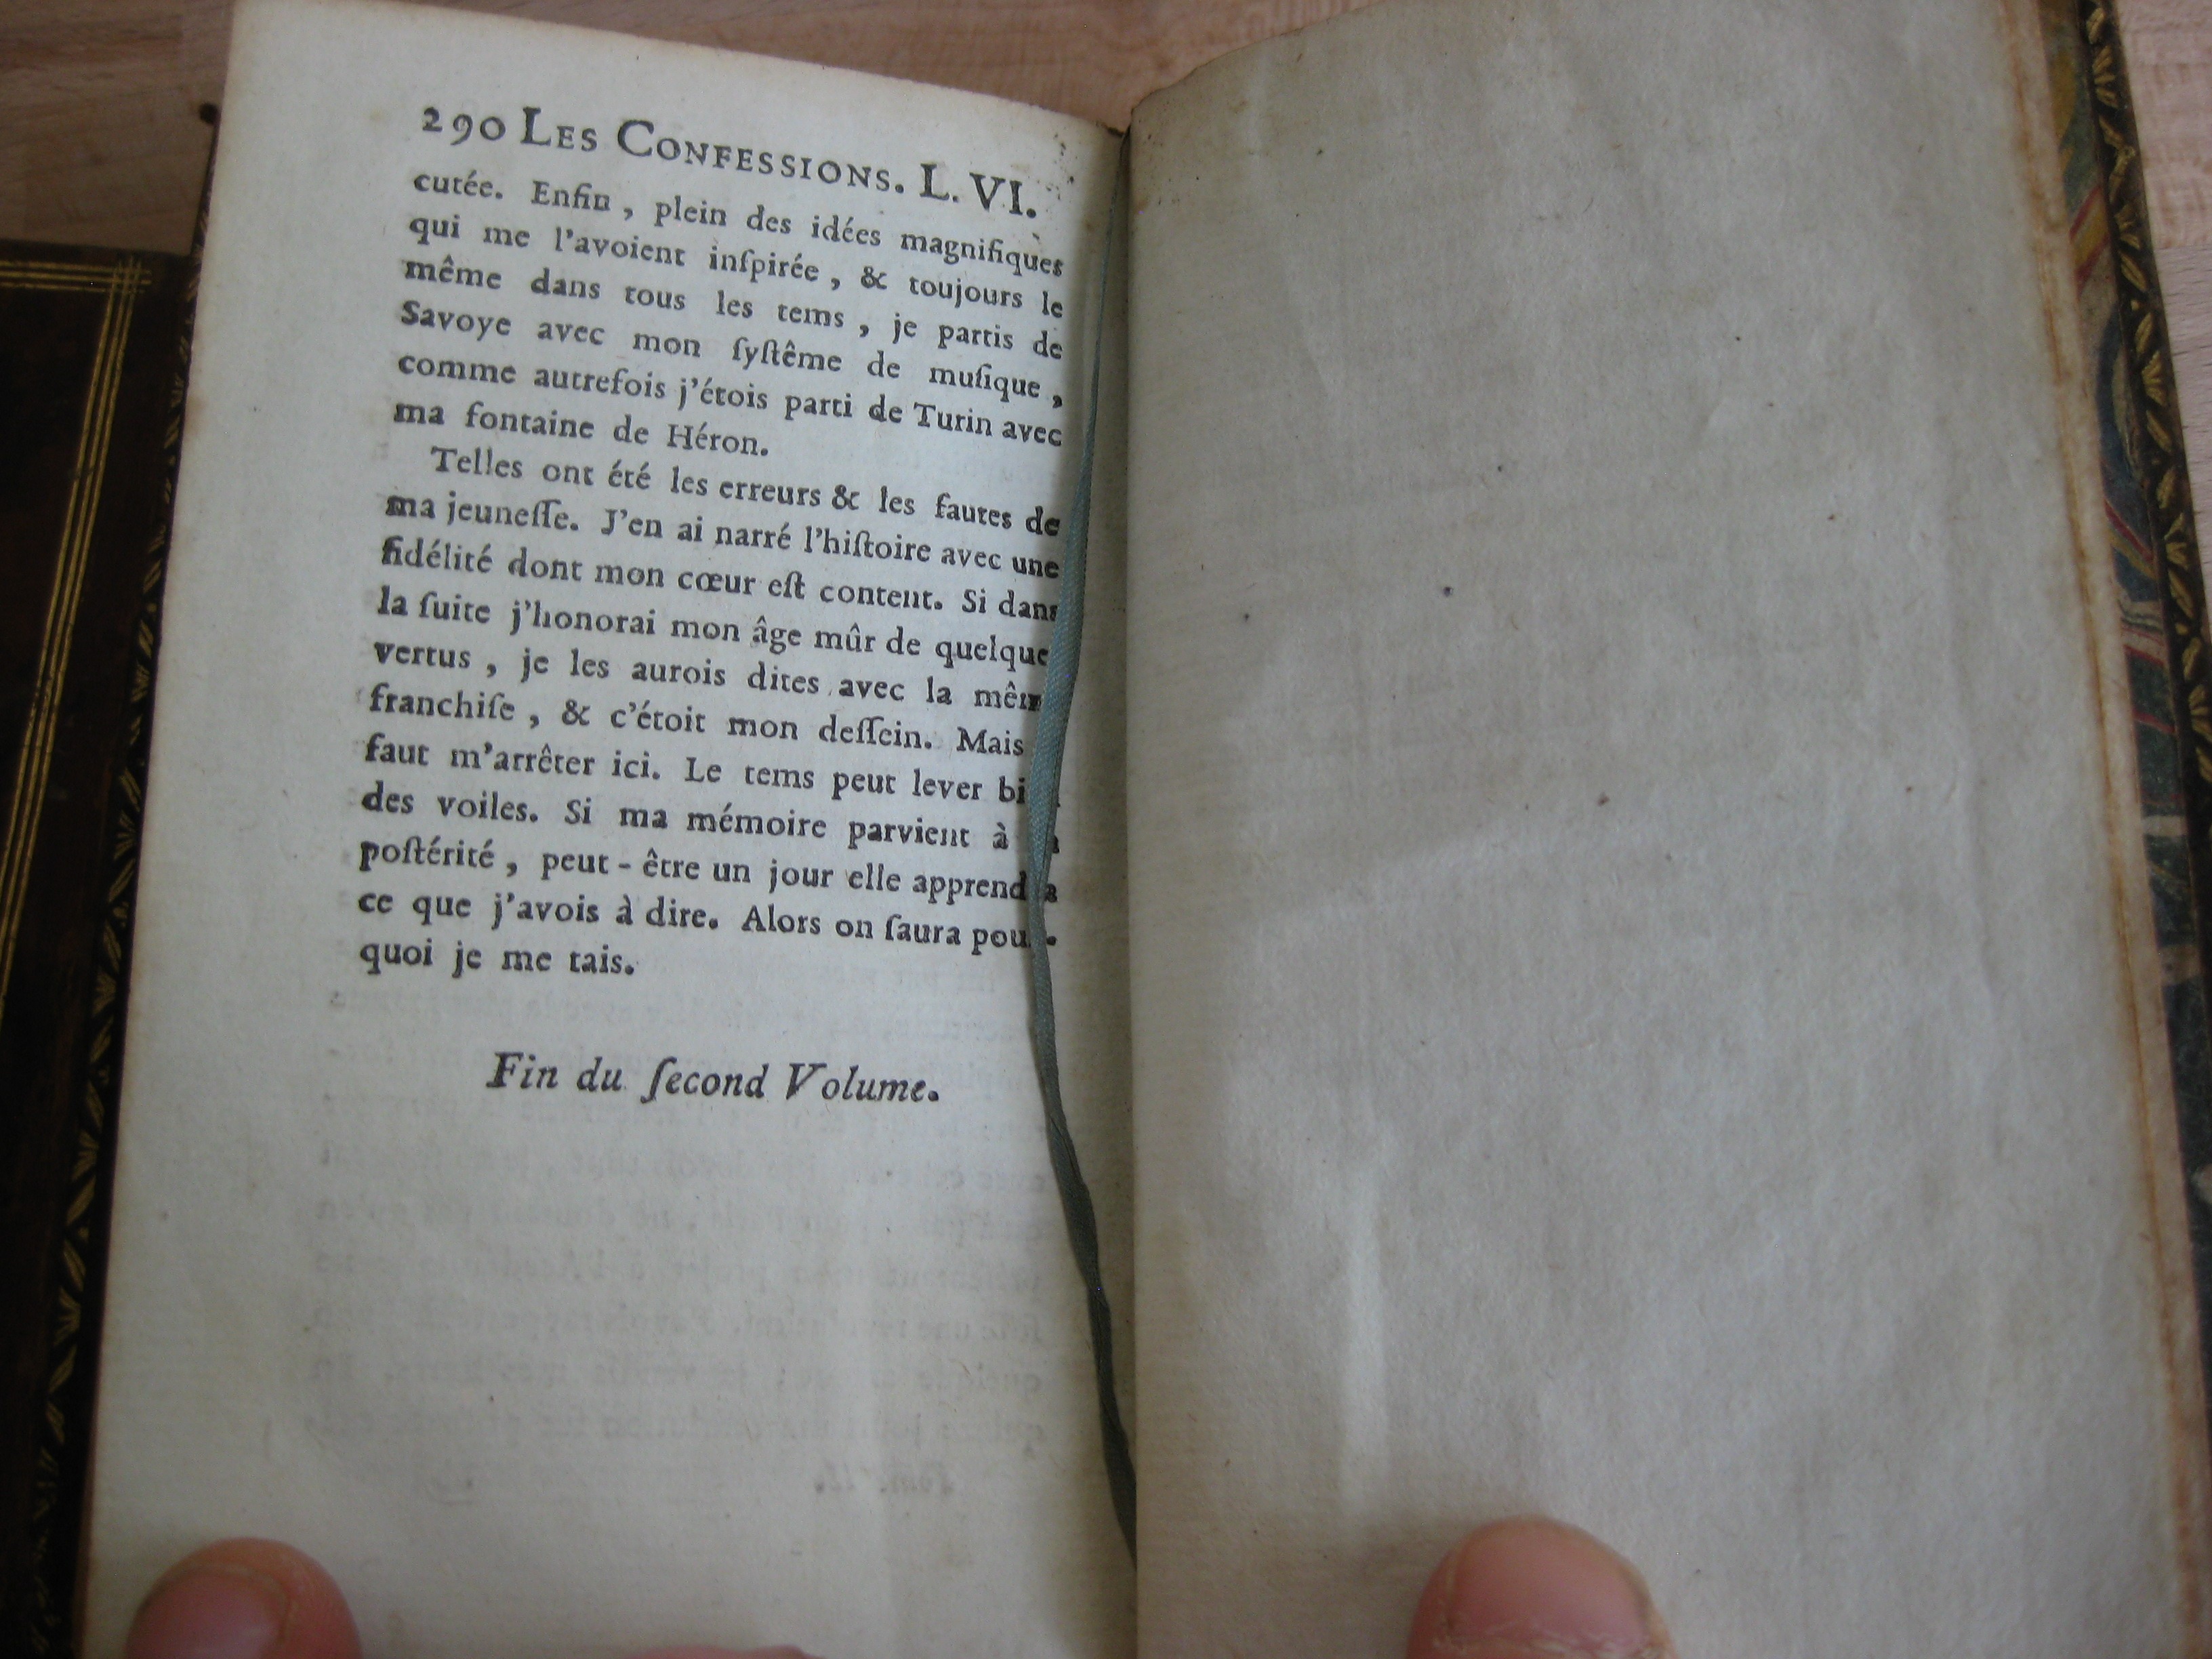 290 LES CONFESSIONS. L. VI.
cutée. Enfin, plein des idées magnifiques
qui me l'avoient inſpirée, & toujours le
même dans tous les tems, je partis de
Savoye avec mon ſyſtême de muſique,
comme autrefois j'étois parti de Turin avec
ma fontaine de Héron.
Telles ont été les erreurs & les fautes de
ma jeuneſſe. J'en ai narré l'hiſtoire avec une
fidélité dont mon cœur eſt content. Si dans
la ſuite j'honorai mon âge mûr de quelque
vertus, je les aurois dites avec la mêm
franchiſe, & c'étoit mon deſſein. Mais
faut m'arrêter ici. Le tems peut lever bi
des voiles. Si ma mémoire parvient à
poſtérité, peut-être un jour elle apprendra
ce que j'avois à dire. Alors on ſaura pour-
quoi je me tais.
Fin du ſecond Volume.